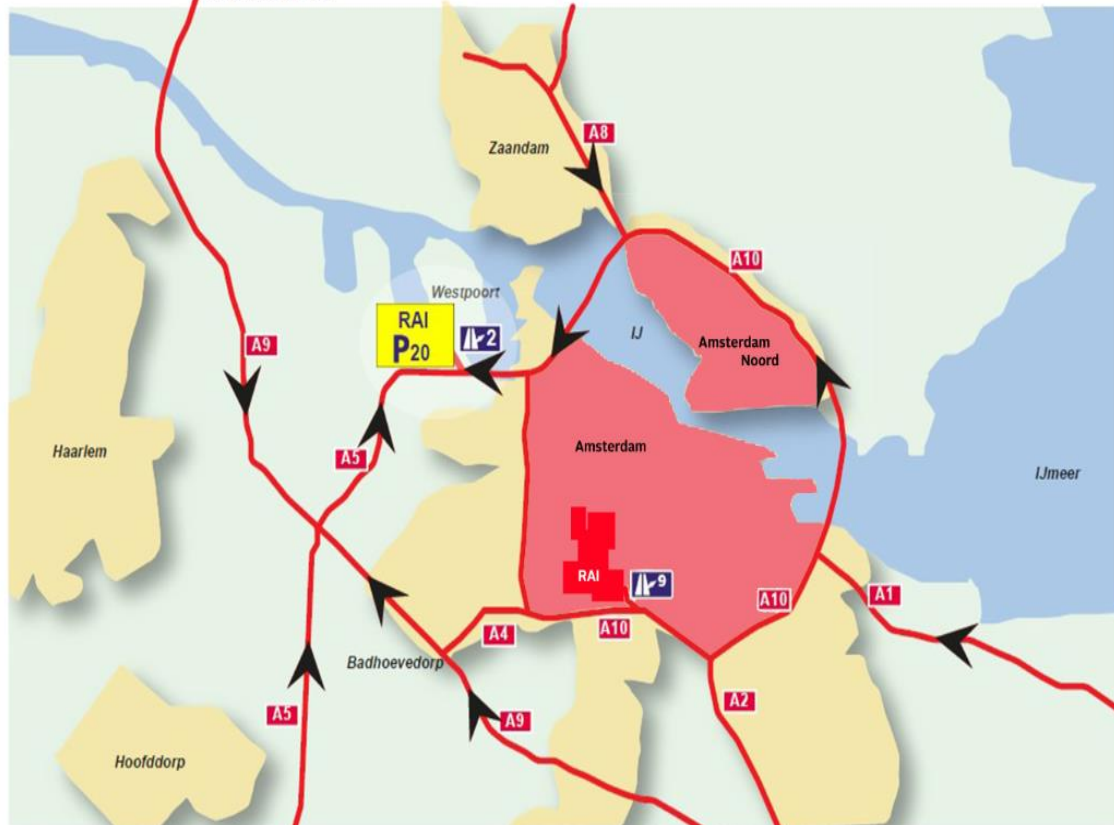 A8
Zaandam
A10
Westpoort
RAI
P20
2
IJ
A9
Amsterdam
Noord
Haarlem
Amsterdam
A5
IJmeer
RAI
9
A1
A10
A4
A10
Badhoevedorp
A2
A5
A9
Hoofddorp